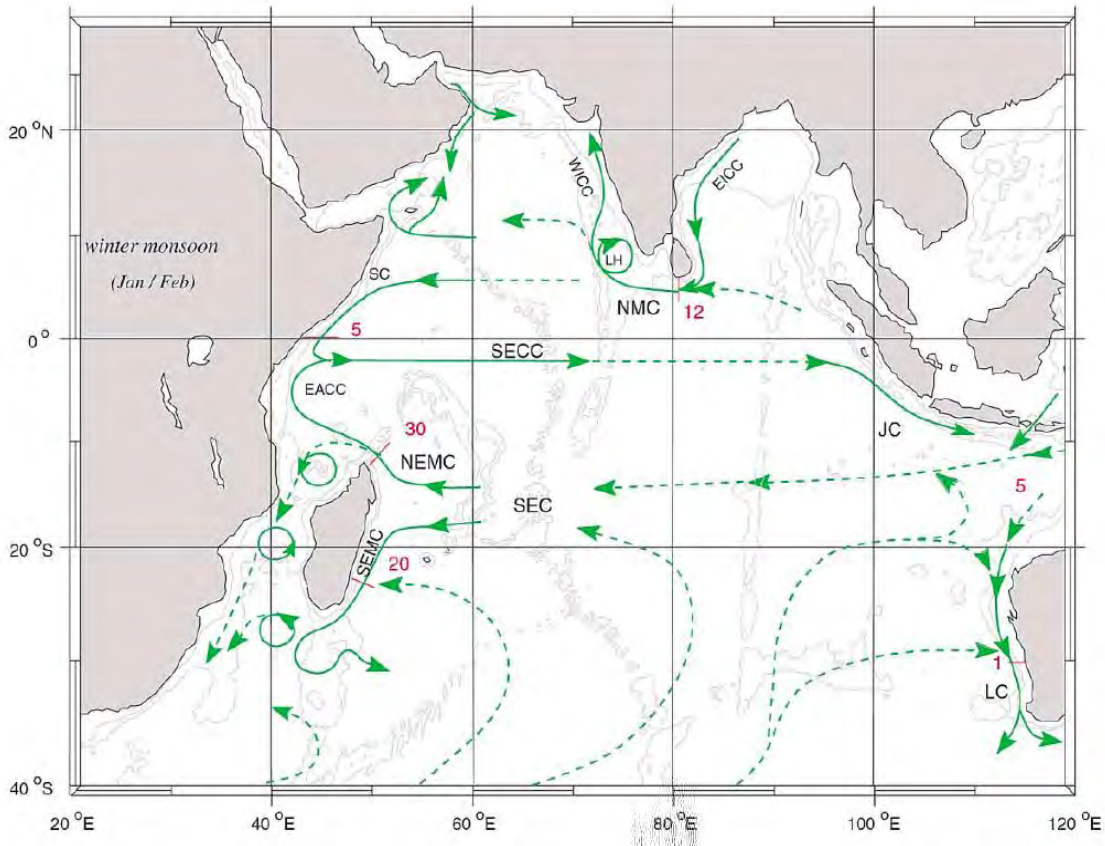 20 °N
0 °
20 °S
40 °S
20 °E
40 °E
60 °E
80 °E
100 °E
120 °E
winter monsoon
(Jan / Feb)
WICC
EICC
LH
SC
NMC
12
5
SECC
EACC
30
NEMC
JC
SEC
5
SEMC
20
1
LC